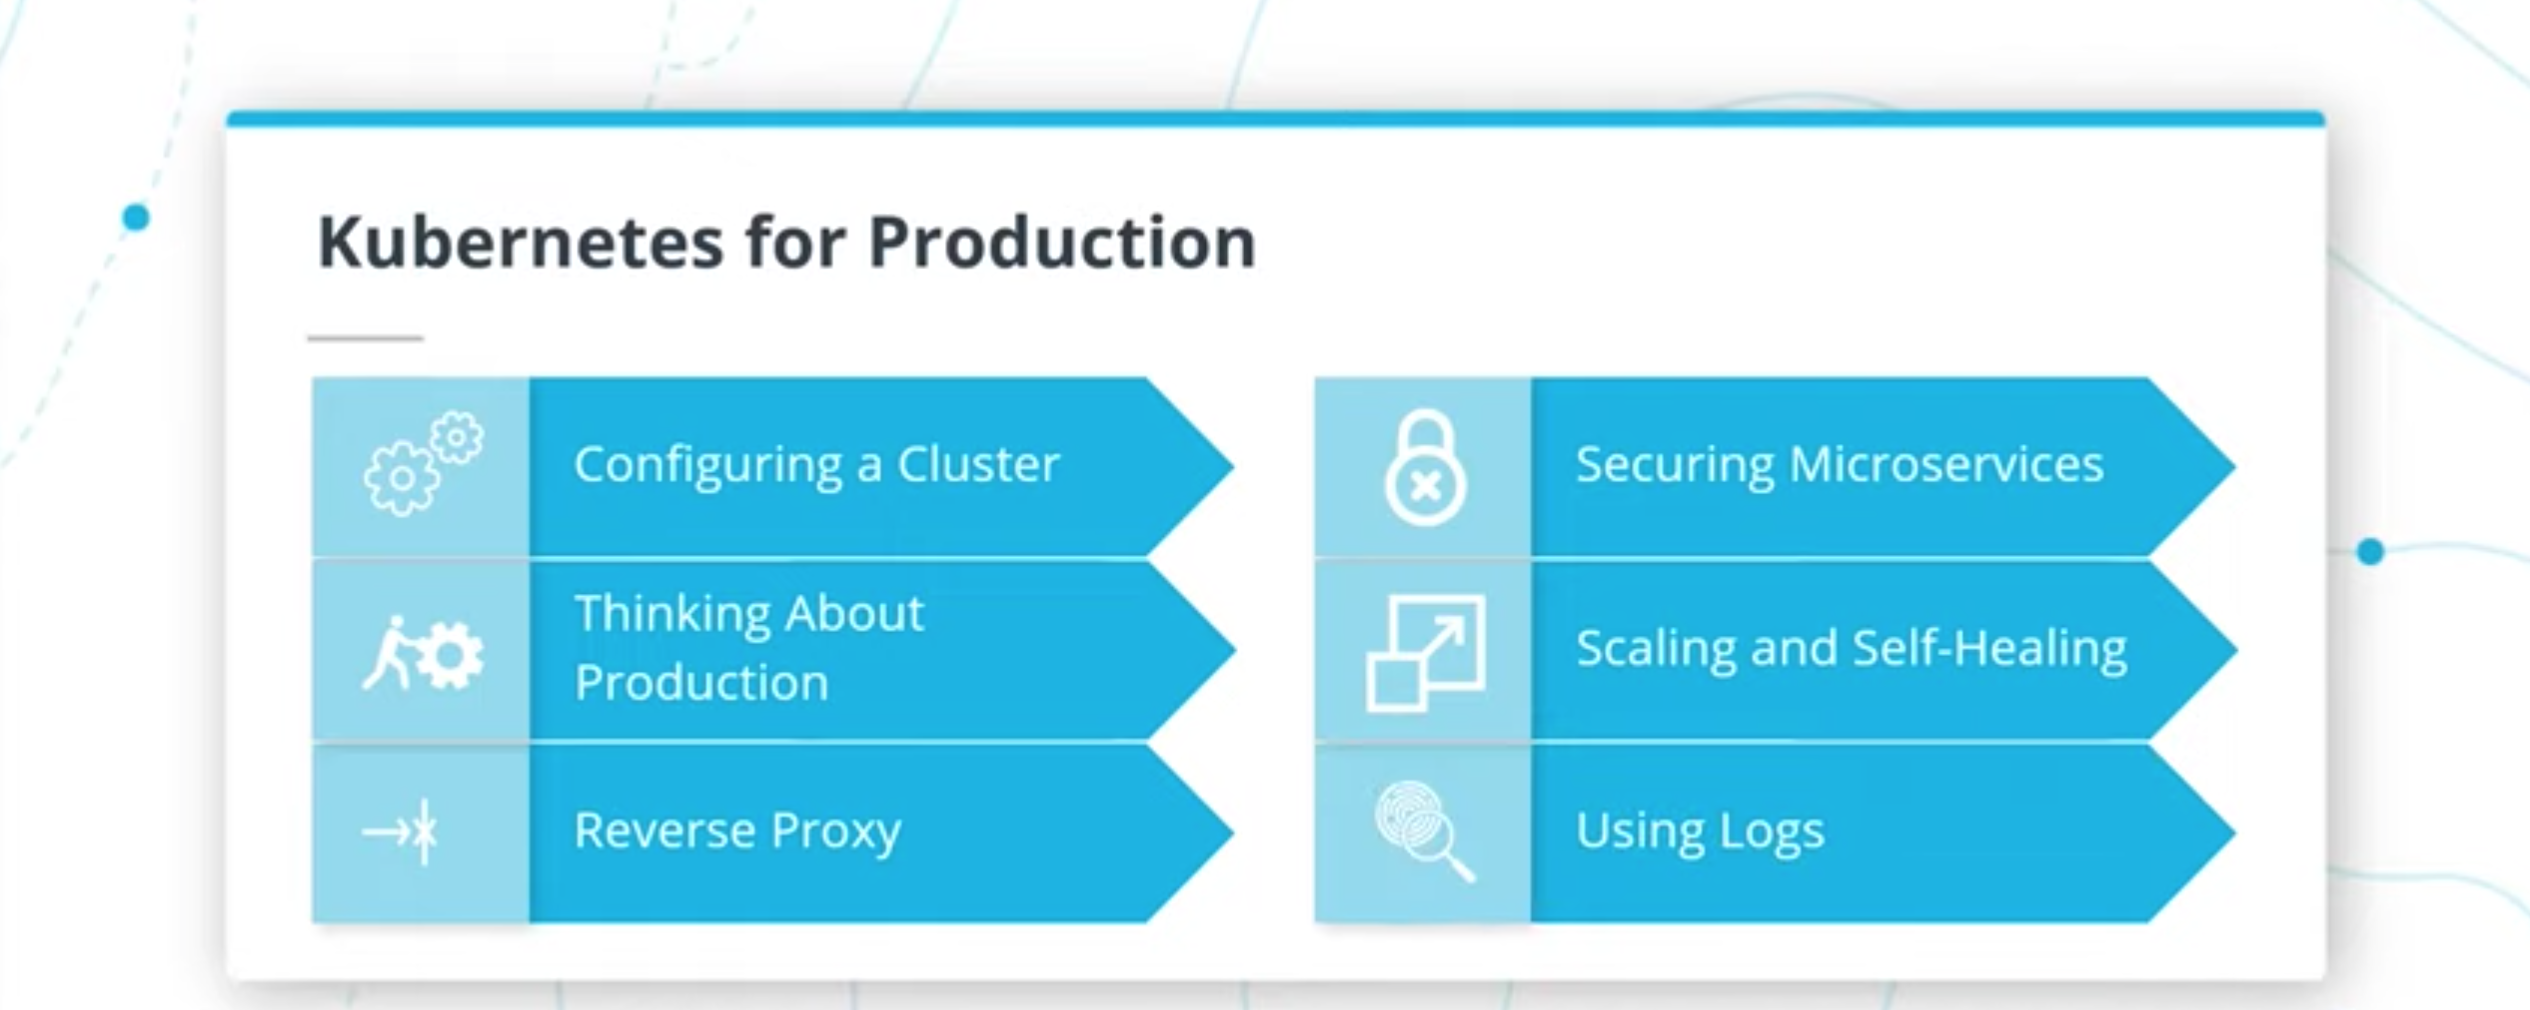 Kubernetes for Production
Configuring a Cluster
Thinking About
Production
Reverse Proxy
Securing Microservices
Scaling and Self-Healing
Using Logs